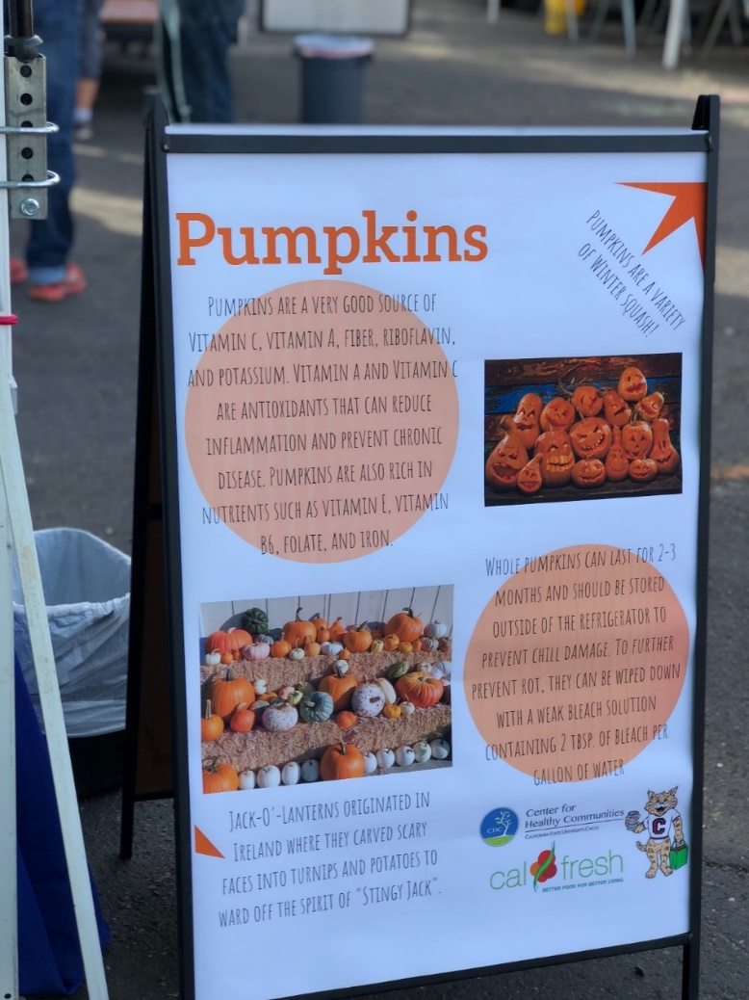 Pumpkins
PUMPKINS ARE A VARIETY
OF WINTER SQUASH!
PUMPKINS ARE A VERY GOOD SOURCE OF
VITAMIN C, VITAMIN A, FIBER, RIBOFLAVIN,
AND POTASSIUM. VITAMIN A AND VITAMIN C
ARE ANTIOXIDANTS THAT CAN REDUCE
INFLAMMATION AND PREVENT CHRONIC
DISEASE. PUMPKINS ARE ALSO RICH IN
NUTRIENTS SUCH AS VITAMIN E, VITAMIN
B6, FOLATE, AND IRON.
WHOLE PUMPKINS CAN LAST FOR 2-3
MONTHS AND SHOULD BE STORED
OUTSIDE OF THE REFRIGERATOR TO
PREVENT CHILL DAMAGE. TO FURTHER
PREVENT ROT, THEY CAN BE WIPED DOWN
WITH A WEAK BLEACH SOLUTION
CONTAINING 2 TBSP. OF BLEACH PER
GALLON OF WATER
JACK-O'-LANTERNS ORIGINATED IN
IRELAND WHERE THEY CARVED SCARY
FACES INTO TURNIPS AND POTATOES TO
WARD OFF THE SPIRIT OF "STINGY JACK".
CHC
Center for
Healthy Communities
CALIFORNIA STATE UNIVERSITY, CHICO
cal fresh
BETTER FOOD FOR BETTER LIVING
C